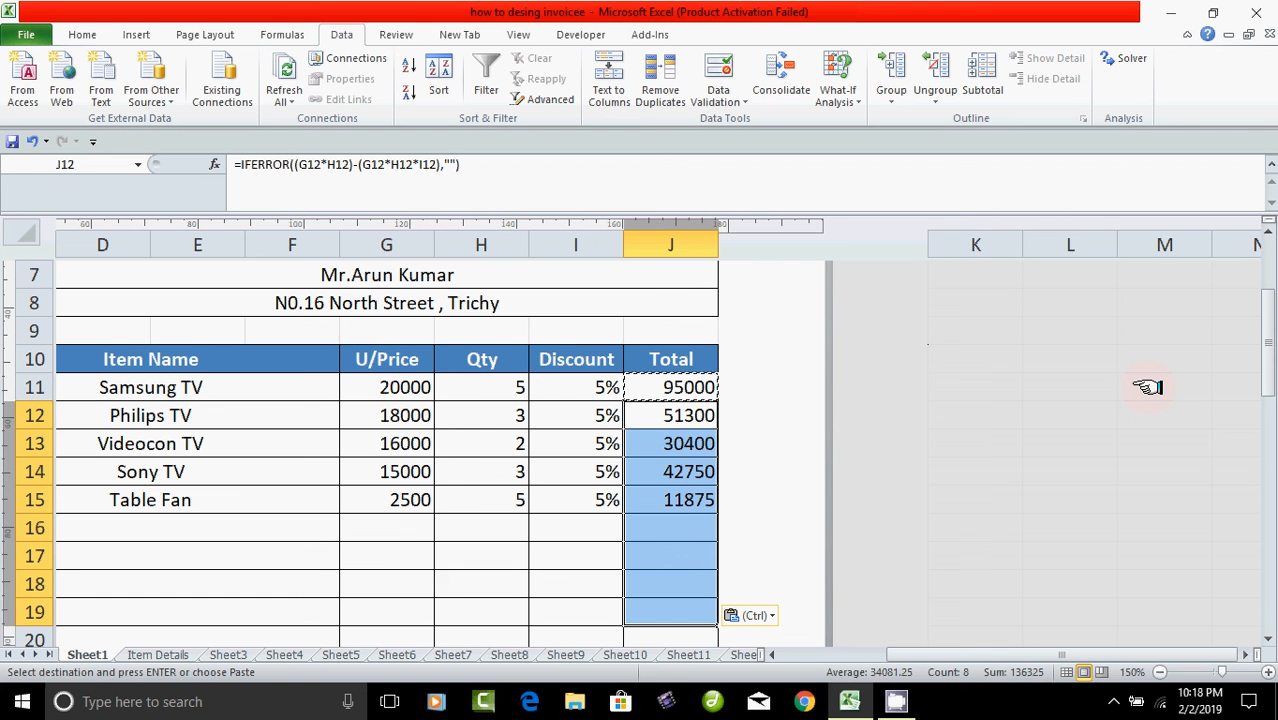 how to desing invoicee - Microsoft Excel (Product Activation Failed)
File Home Insert Page Layout Formulas Data Review New Tab View Developer Add-Ins
From Access
From Web
From Text
From Other Sources
Existing Connections
Get External Data
Refresh All
Connections
Properties
Edit Links
Connections
Sort
Filter
Clear
Reapply
Advanced
Sort & Filter
Text to Columns
Remove Duplicates
Data Validation
Consolidate
What-If Analysis
Data Tools
Group
Ungroup
Subtotal
Show Detail
Hide Detail
Outline
Solver
Analysis
J12 fx =IFERROR((G12*H12)-(G12*H12*I12),"")
60 80 100 120 140 160 180
D E F G H I J K L M N
7 Mr.Arun Kumar
8 N0.16 North Street , Trichy
9
10 Item Name U/Price Qty Discount Total
11 Samsung TV 20000 5 5% 95000
12 Philips TV 18000 3 5% 51300
13 Videocon TV 16000 2 5% 30400
14 Sony TV 15000 3 5% 42750
15 Table Fan 2500 5 5% 11875
16
17
18
19
(Ctrl)
20
Sheet1 Item Details Sheet3 Sheet4 Sheet5 Sheet6 Sheet7 Sheet8 Sheet9 Sheet10 Sheet11 Shee
Select destination and press ENTER or choose Paste Average: 34081.25 Count: 8 Sum: 136325 150%
Type here to search
10:18 PM
2/2/2019